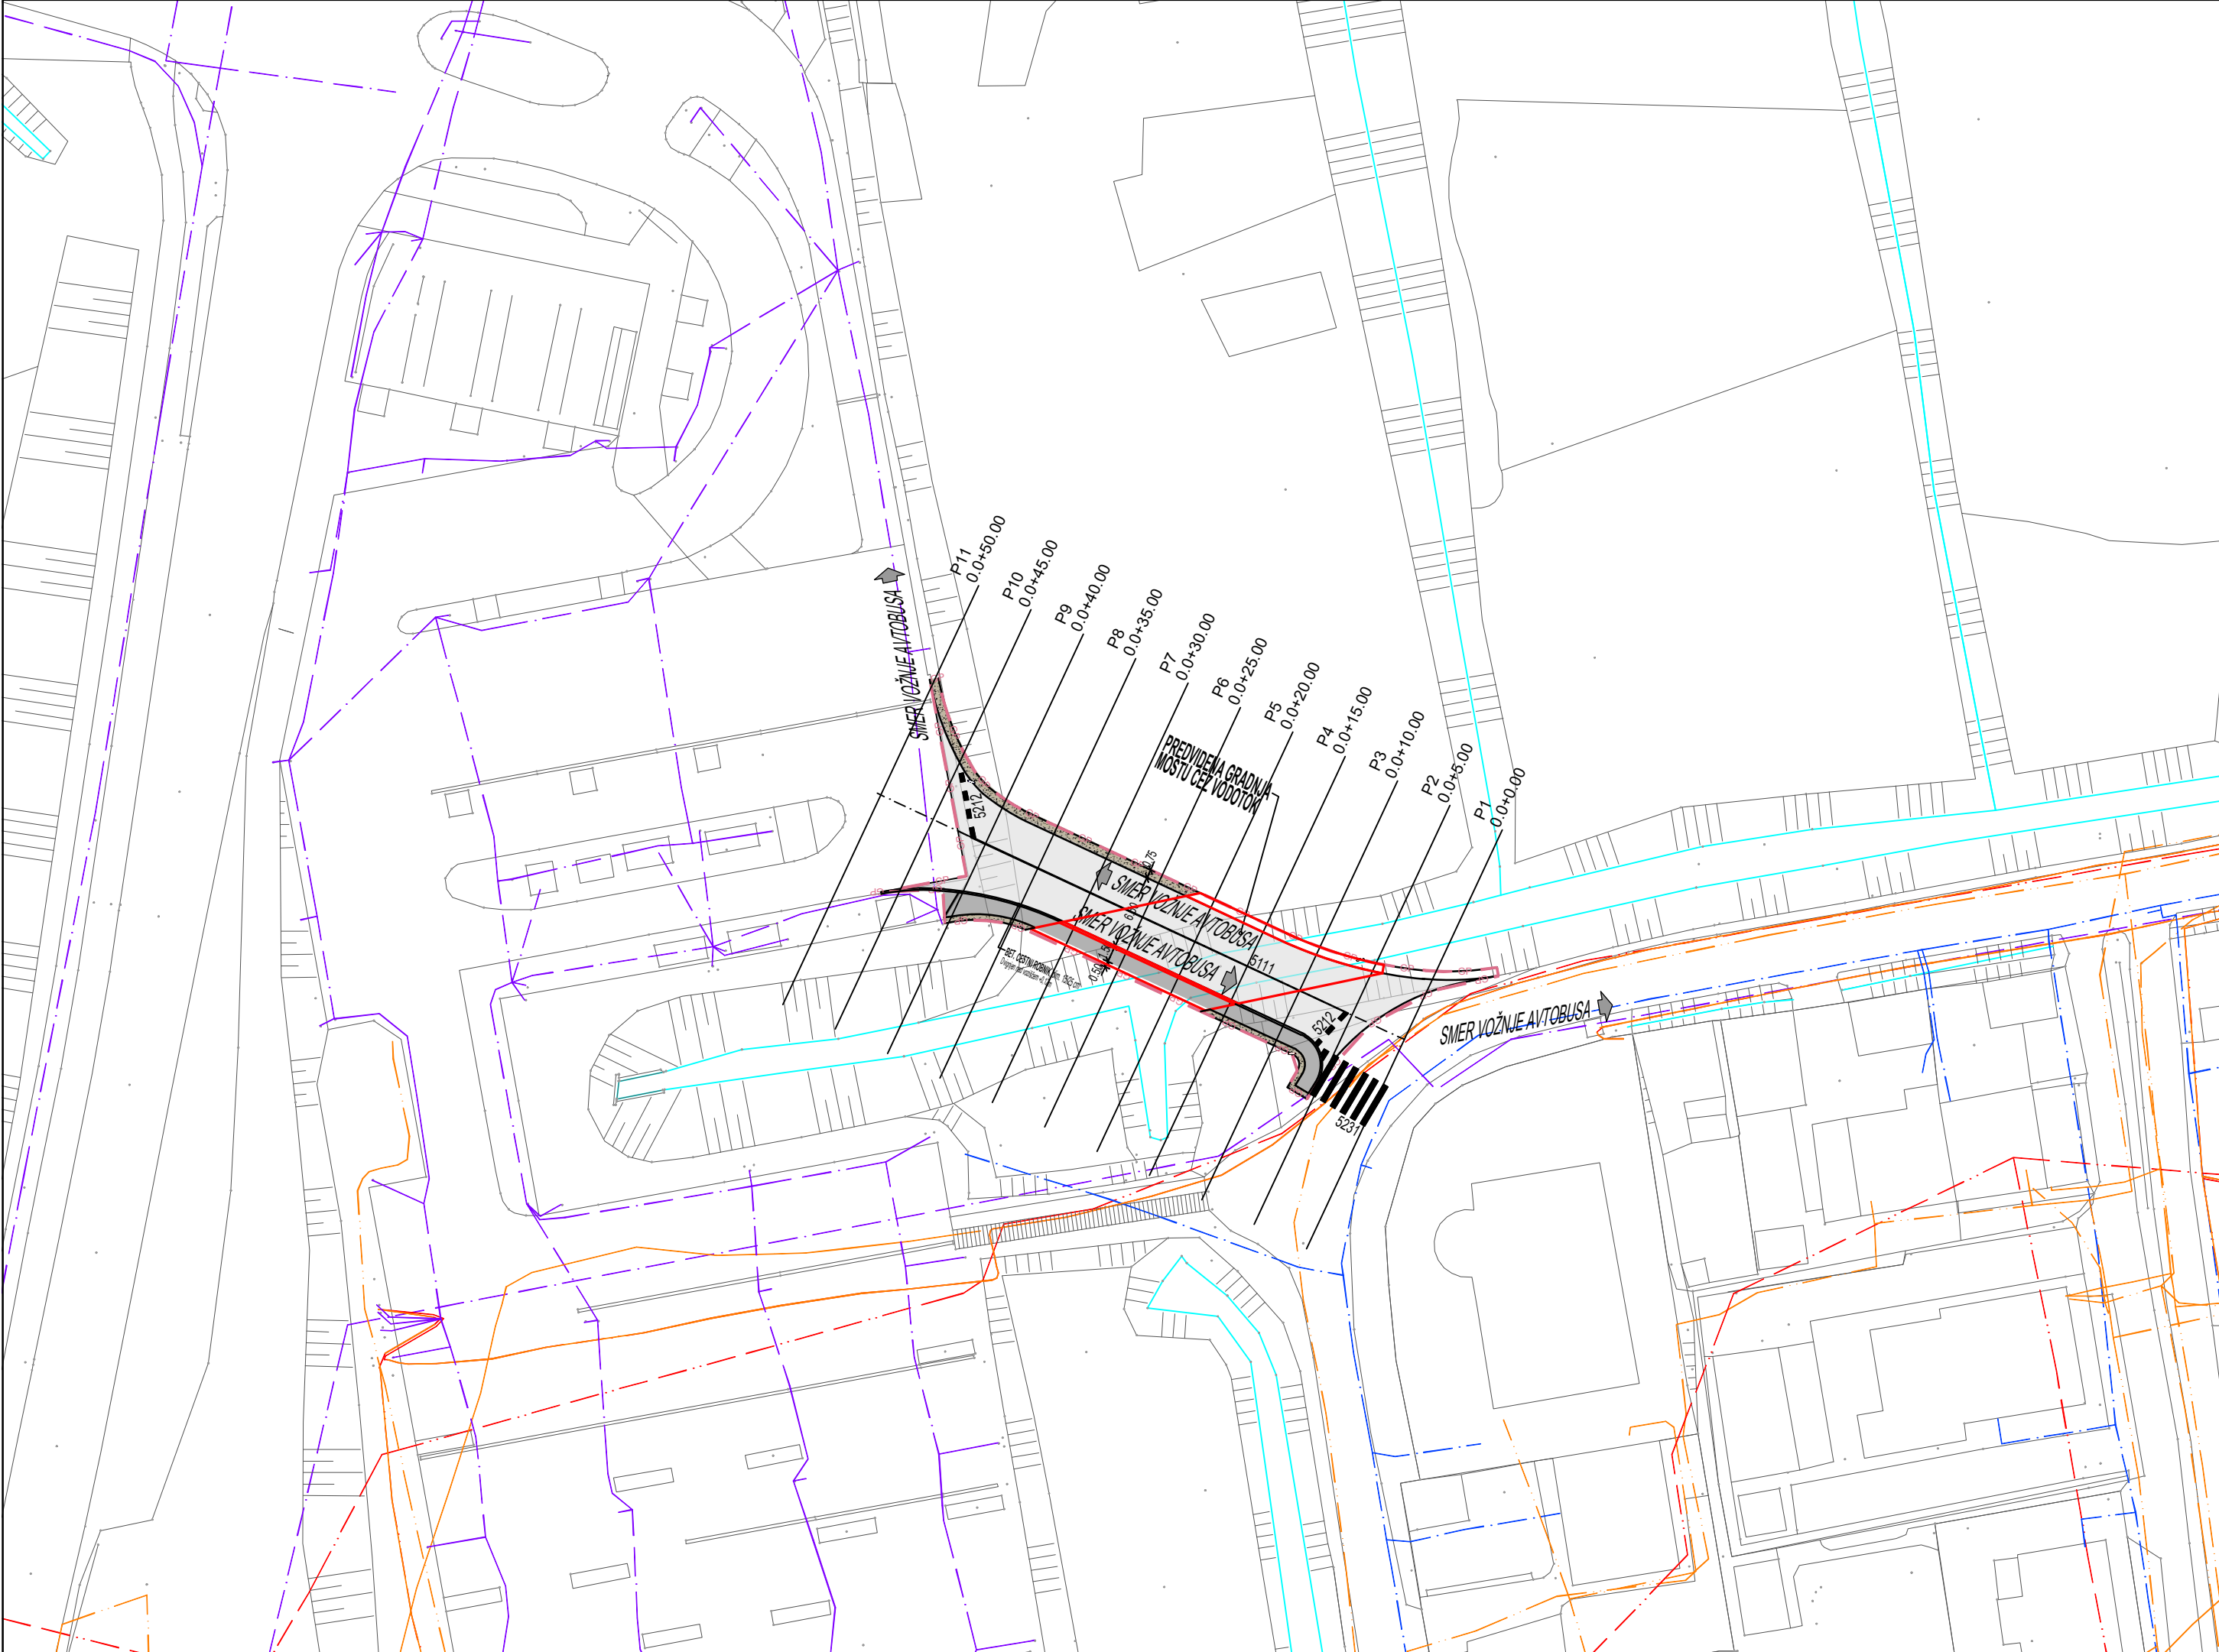 P11
0.0+50.00
P10
0.0+45.00
P9
0.0+40.00
P8
0.0+35.00
P7
0.0+30.00
P6
0.0+25.00
P5
0.0+20.00
P4
0.0+15.00
P3
0.0+10.00
P2
0.0+5.00
P1
0.0+0.00
SMER VOŽNJE AVTOBUSA
PREDVIDENA GRADNJA
MOSTU ČEZ VODOTOK
5212
SMER VOŽNJE AVTOBUSA
SMER VOŽNJE AVTOBUSA
5111
BET. CESTNI ROBNIK
5212
SMER VOŽNJE AVTOBUSA
5231